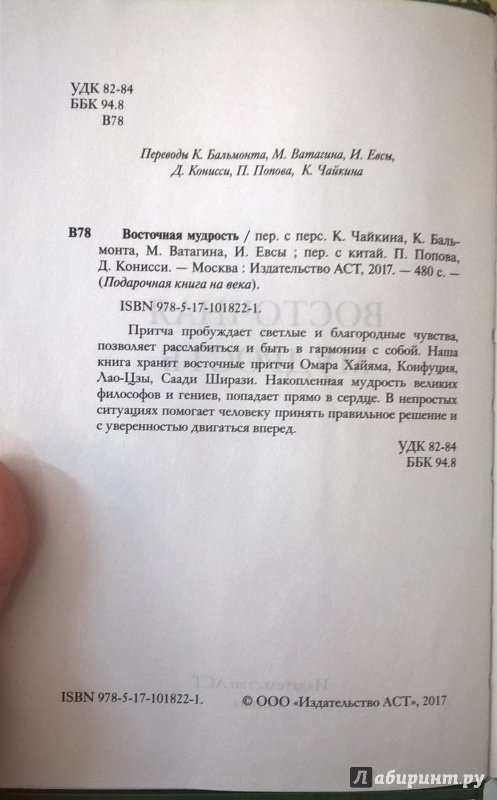 УДК 82-84
ББК 94.8
В78
Переводы К. Бальмонта, М. Ватагина, И. Евсы,
Д. Конисси, П. Попова, К. Чайкина
В78 Восточная мудрость / пер. с перс. К. Чайкина, К. Баль-
монта, М. Ватагина, И. Евсы ; пер. с китай. П. Попова,
Д. Конисси. — Москва : Издательство АСТ, 2017. — 480 с. —
(Подарочная книга на века).
ISBN 978-5-17-101822-1.
Притча пробуждает светлые и благородные чувства,
позволяет расслабиться и быть в гармонии с собой. Наша
книга хранит восточные притчи Омара Хайяма, Конфуция,
Лао-Цзы, Саади Ширази. Накопленная мудрость великих
философов и гениев, попадает прямо в сердце. В непростых
ситуациях помогает человеку принять правильное решение и
с уверенностью двигаться вперед.
УДК 82-84
ББК 94.8
ISBN 978-5-17-101822-1.
© ООО «Издательство АСТ», 2017
Лабиринт.ру